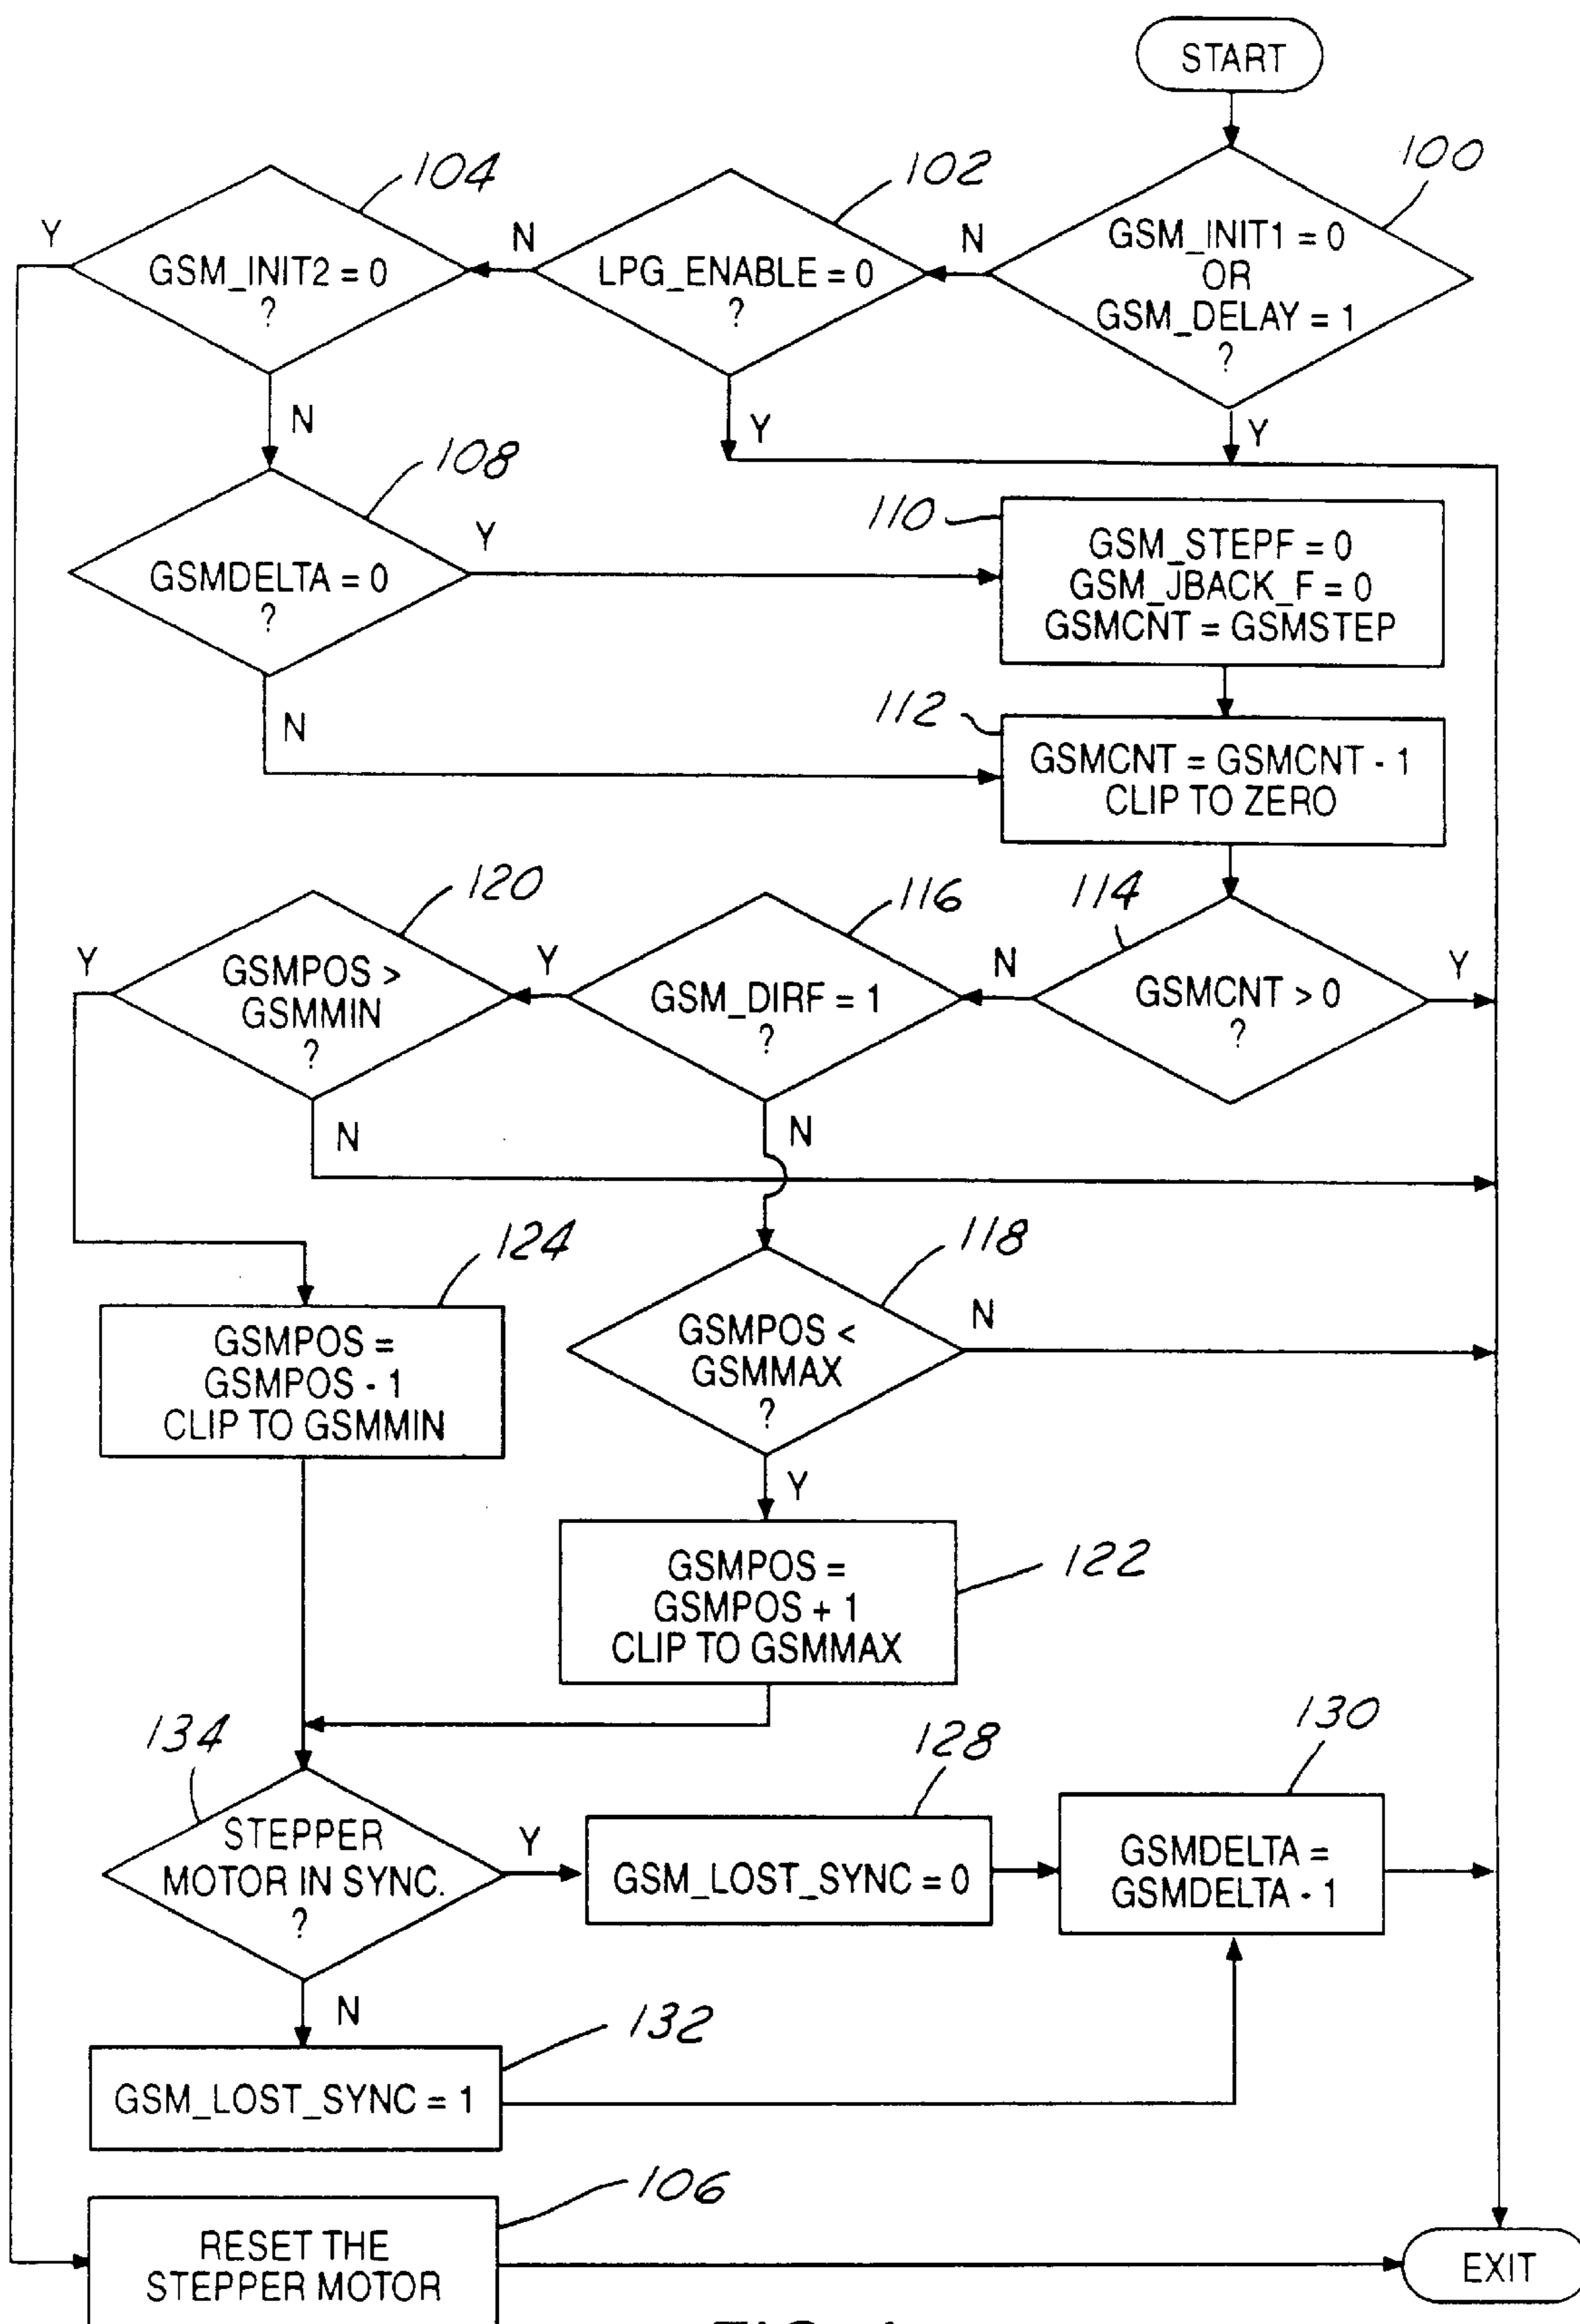 START
100
GSM_INIT1 = 0
OR
GSM_DELAY = 1
?
N
Y
102
LPG_ENABLE = 0
?
N
Y
104
GSM_INIT2 = 0
?
Y
N
108
GSMDELTA = 0
?
Y
N
110
GSM_STEPF = 0
GSM_JBACK_F = 0
GSMCNT = GSMSTEP
112
GSMCNT = GSMCNT - 1
CLIP TO ZERO
114
GSMCNT > 0
?
Y
N
116
GSM_DIRF = 1
?
Y
N
120
GSMPOS >
GSMMIN
?
Y
N
118
GSMPOS <
GSMMAX
?
N
Y
124
GSMPOS =
GSMPOS - 1
CLIP TO GSMMIN
122
GSMPOS =
GSMPOS + 1
CLIP TO GSMMAX
134
STEPPER
MOTOR IN SYNC.
?
Y
N
128
GSM_LOST_SYNC = 0
130
GSMDELTA =
GSMDELTA - 1
132
GSM_LOST_SYNC = 1
106
RESET THE
STEPPER MOTOR
EXIT